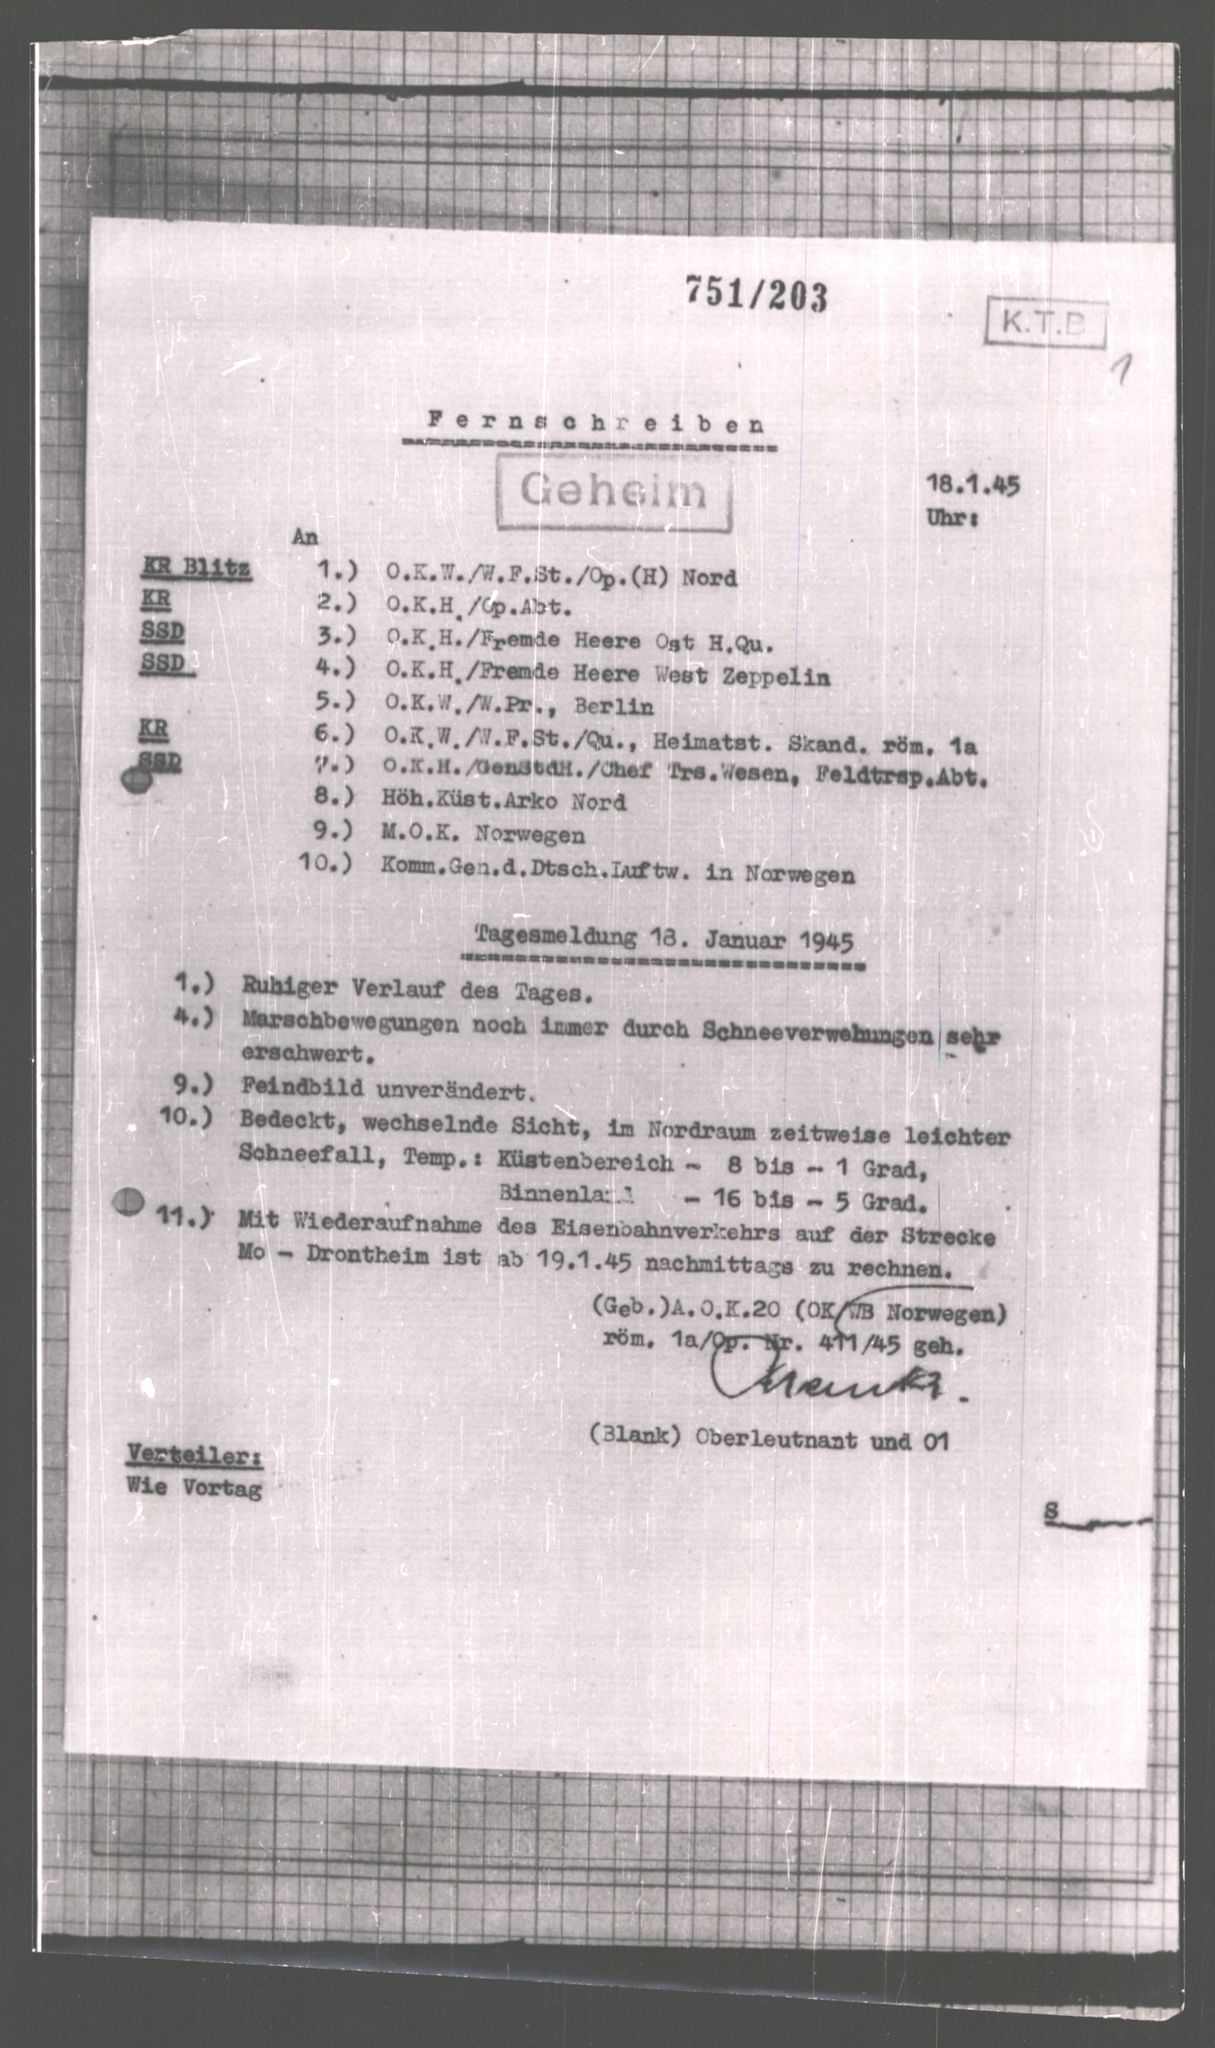 751/203
K.T.B
1
Fernschreiben
Geheim
18.1.45
Uhr:
An
KR Blitz 1.) O.K.W./W.F.St./Op.(H) Nord
KR 2.) O.K.H./Op.Abt.
SSD 3.) O.K.H./Fremde Heere Ost H.Qu.
SSD 4.) O.K.H./Fremde Heere West Zeppelin
5.) O.K.W./W.Pr., Berlin
KR 6.) O.K.W./W.F.St./Qu., Heimatst. Skand. röm. 1a
SSD 7.) O.K.H./GenStdH./Chef Trs.Wesen, Feldtrsp.Abt.
8.) Höh.Küst.Arko Nord
9.) M.O.K. Norwegen
10.) Komm.Gen.d.Dtsch.Luftw. in Norwegen
Tagesmeldung 18. Januar 1945
1.) Ruhiger Verlauf des Tages.
4.) Marschbewegungen noch immer durch Schneeverwehungen sehr
erschwert.
9.) Feindbild unverändert.
10.) Bedeckt, wechselnde Sicht, im Nordraum zeitweise leichter
Schneefall, Temp.: Küstenbereich - 8 bis - 1 Grad,
Binnenland - 16 bis - 5 Grad.
11.) Mit Wiederaufnahme des Eisenbahnverkehrs auf der Strecke
Mo - Drontheim ist ab 19.1.45 nachmittags zu rechnen.
(Geb.)A.O.K.20 (OK/WB Norwegen)
röm. 1a/Op. Nr. 411/45 geh.
(Blank) Oberleutnant und O1
Verteiler:
Wie Vortag
S